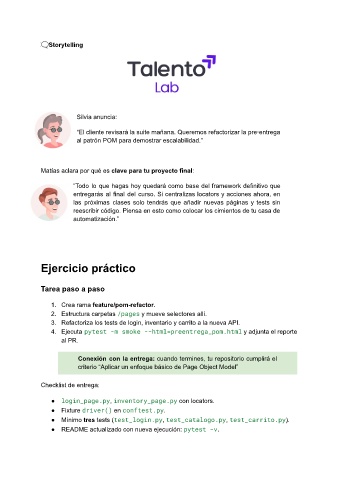 🗨Storytelling
Talento
Lab
Silvia anuncia:
"El cliente revisará la suite mañana. Queremos refactorizar la pre-entrega
al patrón POM para demostrar escalabilidad."
Matías aclara por qué es clave para tu proyecto final:
"Todo lo que hagas hoy quedará como base del framework definitivo que
entregarás al final del curso. Si centralizas locators y acciones ahora, en
las próximas clases solo tendrás que añadir nuevas páginas y tests sin
reescribir código. Piensa en esto como colocar los cimientos de tu casa de
automatización."
Ejercicio práctico
Tarea paso a paso
1. Crea rama feature/pom-refactor.
2. Estructura carpetas /pages y mueve selectores allí.
3. Refactoriza los tests de login, inventario y carrito a la nueva API.
4. Ejecuta pytest -m smoke --html=preentrega_pom.html y adjunta el reporte
al PR.
Conexión con la entrega: cuando termines, tu repositorio cumplirá el
criterio "Aplicar un enfoque básico de Page Object Model"
Checklist de entrega:
● login_page.py, inventory_page.py con locators.
● Fixture driver() en conftest.py.
● Mínimo tres tests (test_login.py, test_catalogo.py, test_carrito.py).
● README actualizado con nueva ejecución: pytest -v.